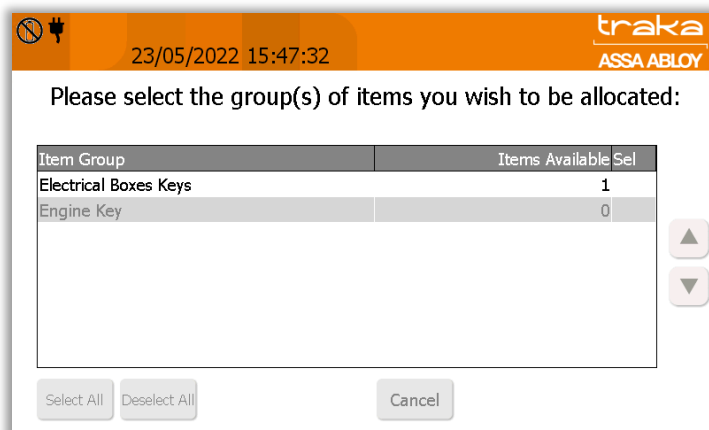 traka
23/05/2022 15:47:32
ASSA ABLOY
Please select the group(s) of items you wish to be allocated:
Item Group Items Available Sel
Electrical Boxes Keys 1
Engine Key 0
Select All Deselect All Cancel